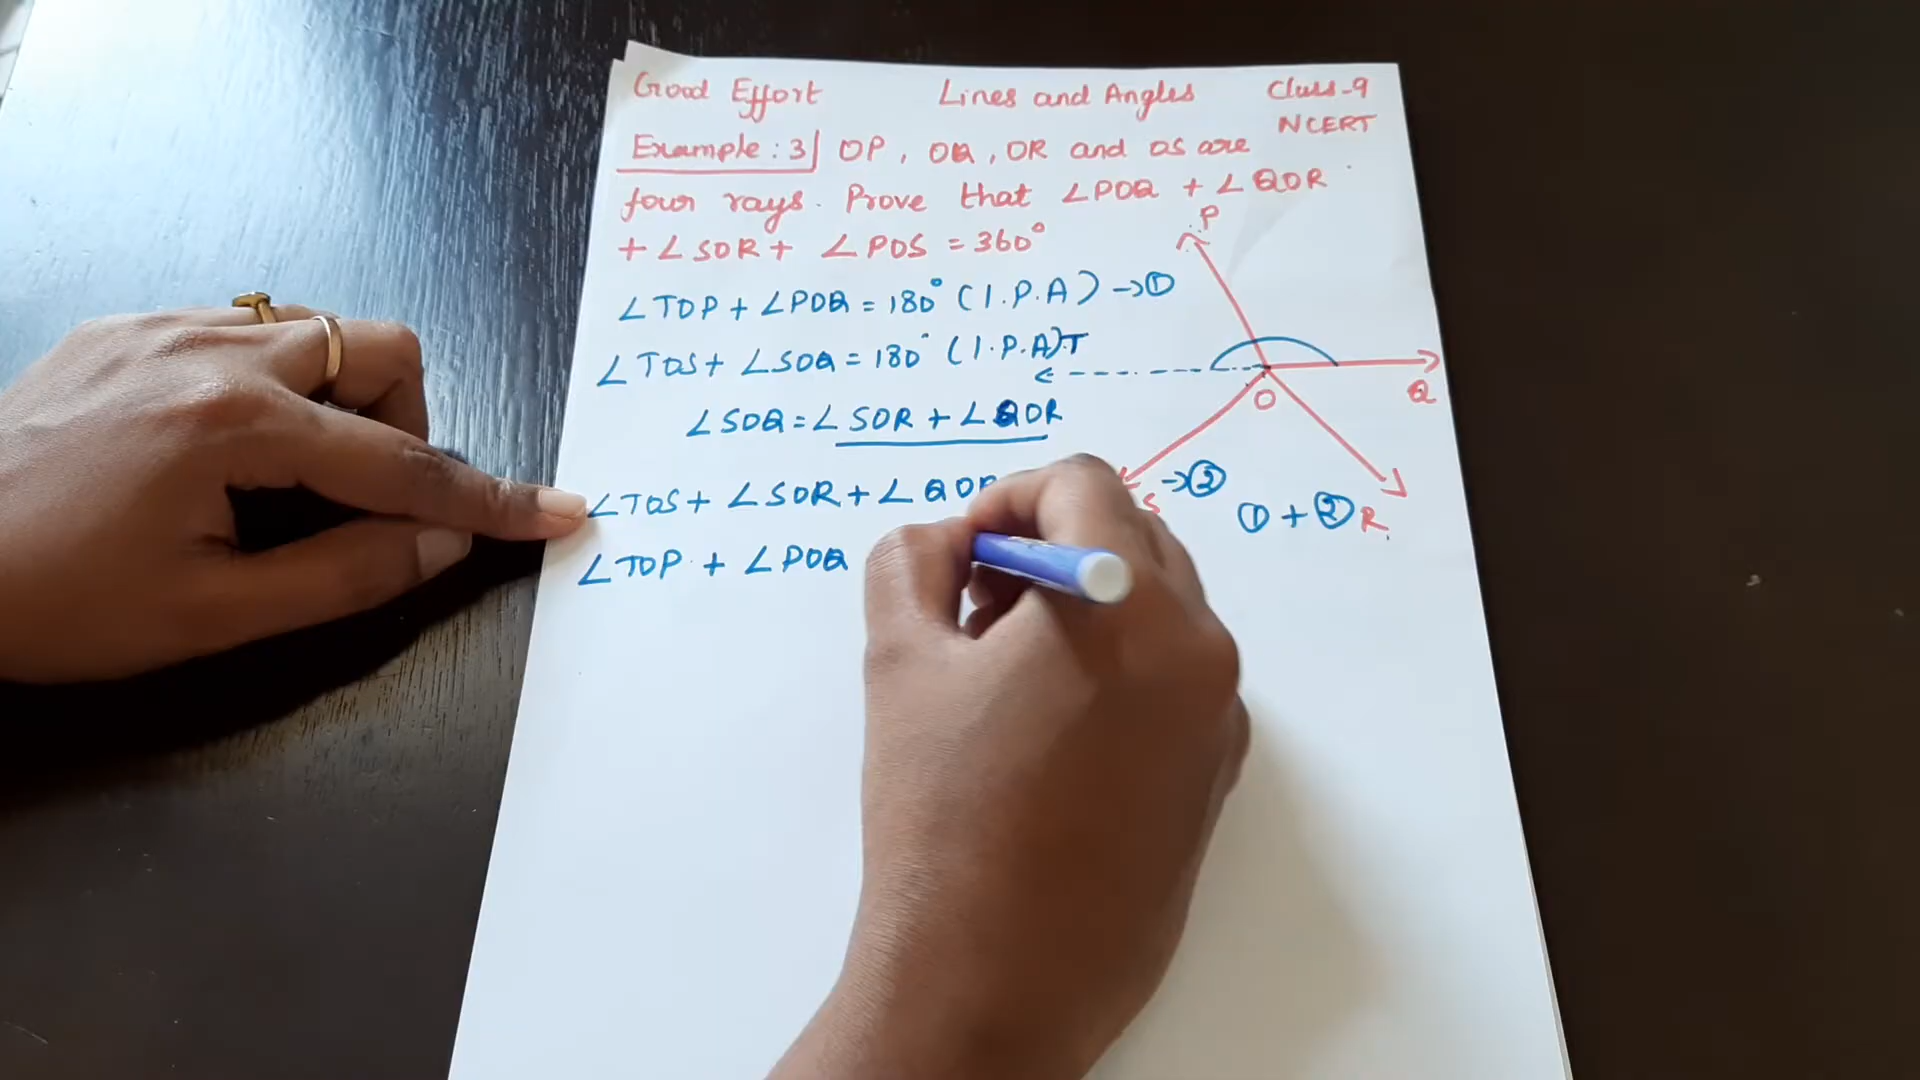 Good Effort Lines and Angles Class-9
NCERT
Example: 3 OP, OQ, OR and OS are
four rays. Prove that ∠POQ + ∠QOR
+ ∠SOR + ∠POS = 360°
P
∠TOP + ∠POQ = 180° (L.P.A) → ①
∠TOS + ∠SOQ = 180° (L.P.A)
T
O
Q
∠SOQ = ∠SOR + ∠QOR
∠TOS + ∠SOR + ∠QOR
→ ②
S
① + ②
R
∠TOP + ∠POQ